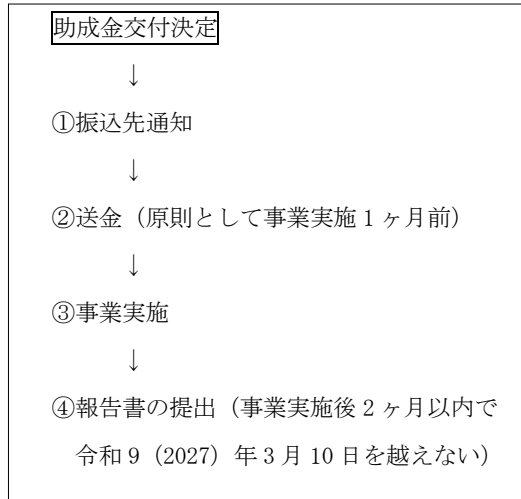 助成金交付決定
↓
①振込先通知
↓
②送金（原則として事業実施 1 ヶ月前）
↓
③事業実施
↓
④報告書の提出（事業実施後 2 ヶ月以内で
令和 9（2027）年 3 月 10 日を越えない）